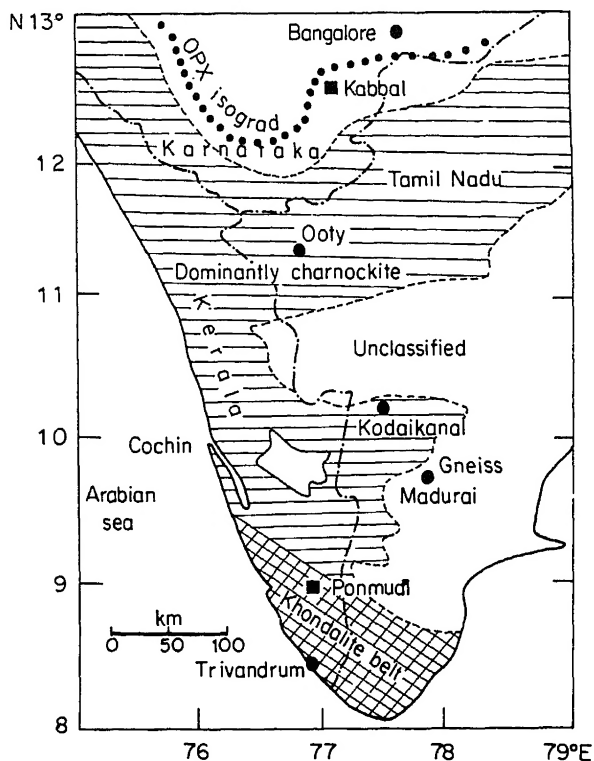 N 13°
Bangalore
OPX isograd
Kabbal
Karnataka
12
Tamil Nadu
Ooty
Dominantly charnockite
11
Kerala
Unclassified
Kodaikanal
10
Cochin
Gneiss
Madurai
Arabian
sea
9
Ponmudi
km
0 50 100
Khondalite belt
Trivandrum
8
76 77 78 79°E